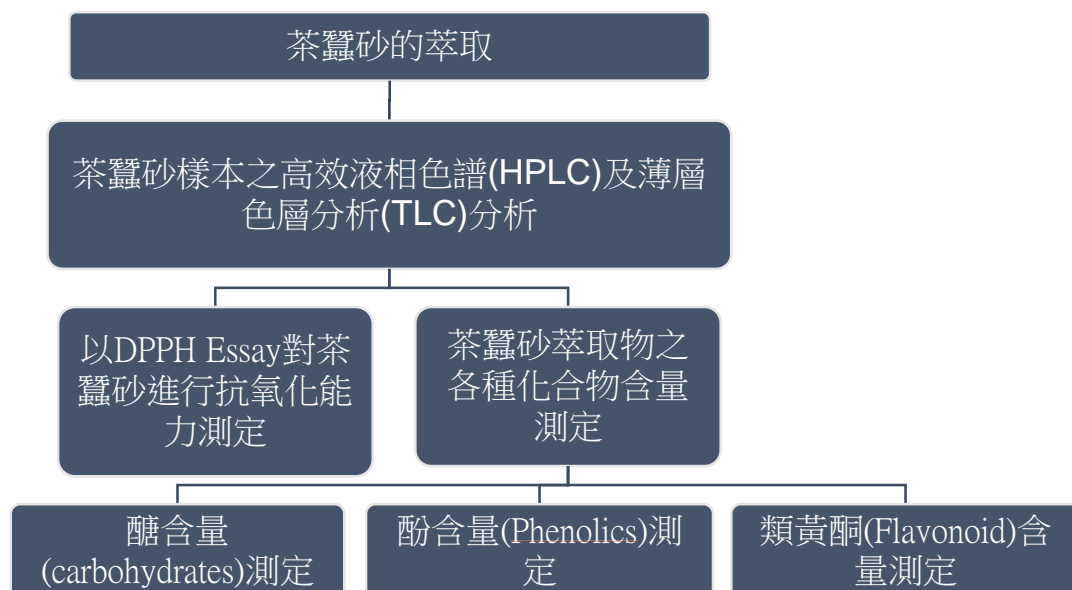 茶蠶砂的萃取
茶蠶砂樣本之高效液相色譜(HPLC)及薄層
色層分析(TLC)分析
以DPPH Essay對茶
蠶砂進行抗氧化能
力測定
茶蠶砂萃取物之
各種化合物含量
測定
醣含量
(carbohydrates)測定
酚含量(Phenolics)測
定
類黃酮(Flavonoid)含
量測定